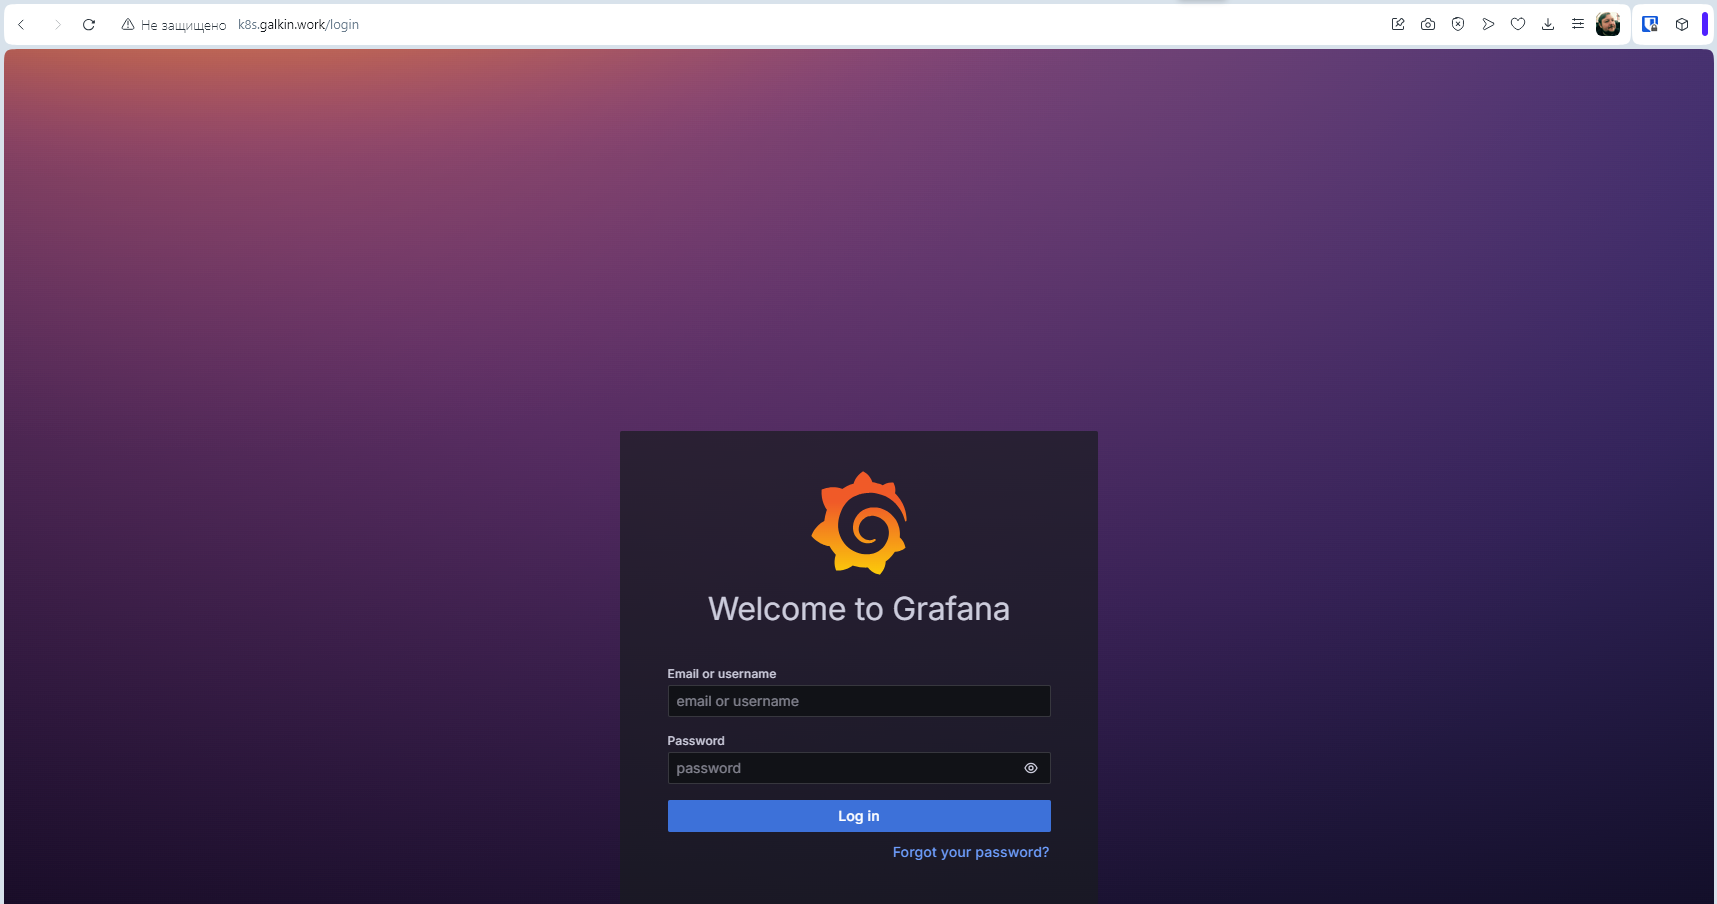 Не защищено k8s.galkin.work/login
Welcome to Grafana
Email or username
email or username
Password
password
Log in
Forgot your password?